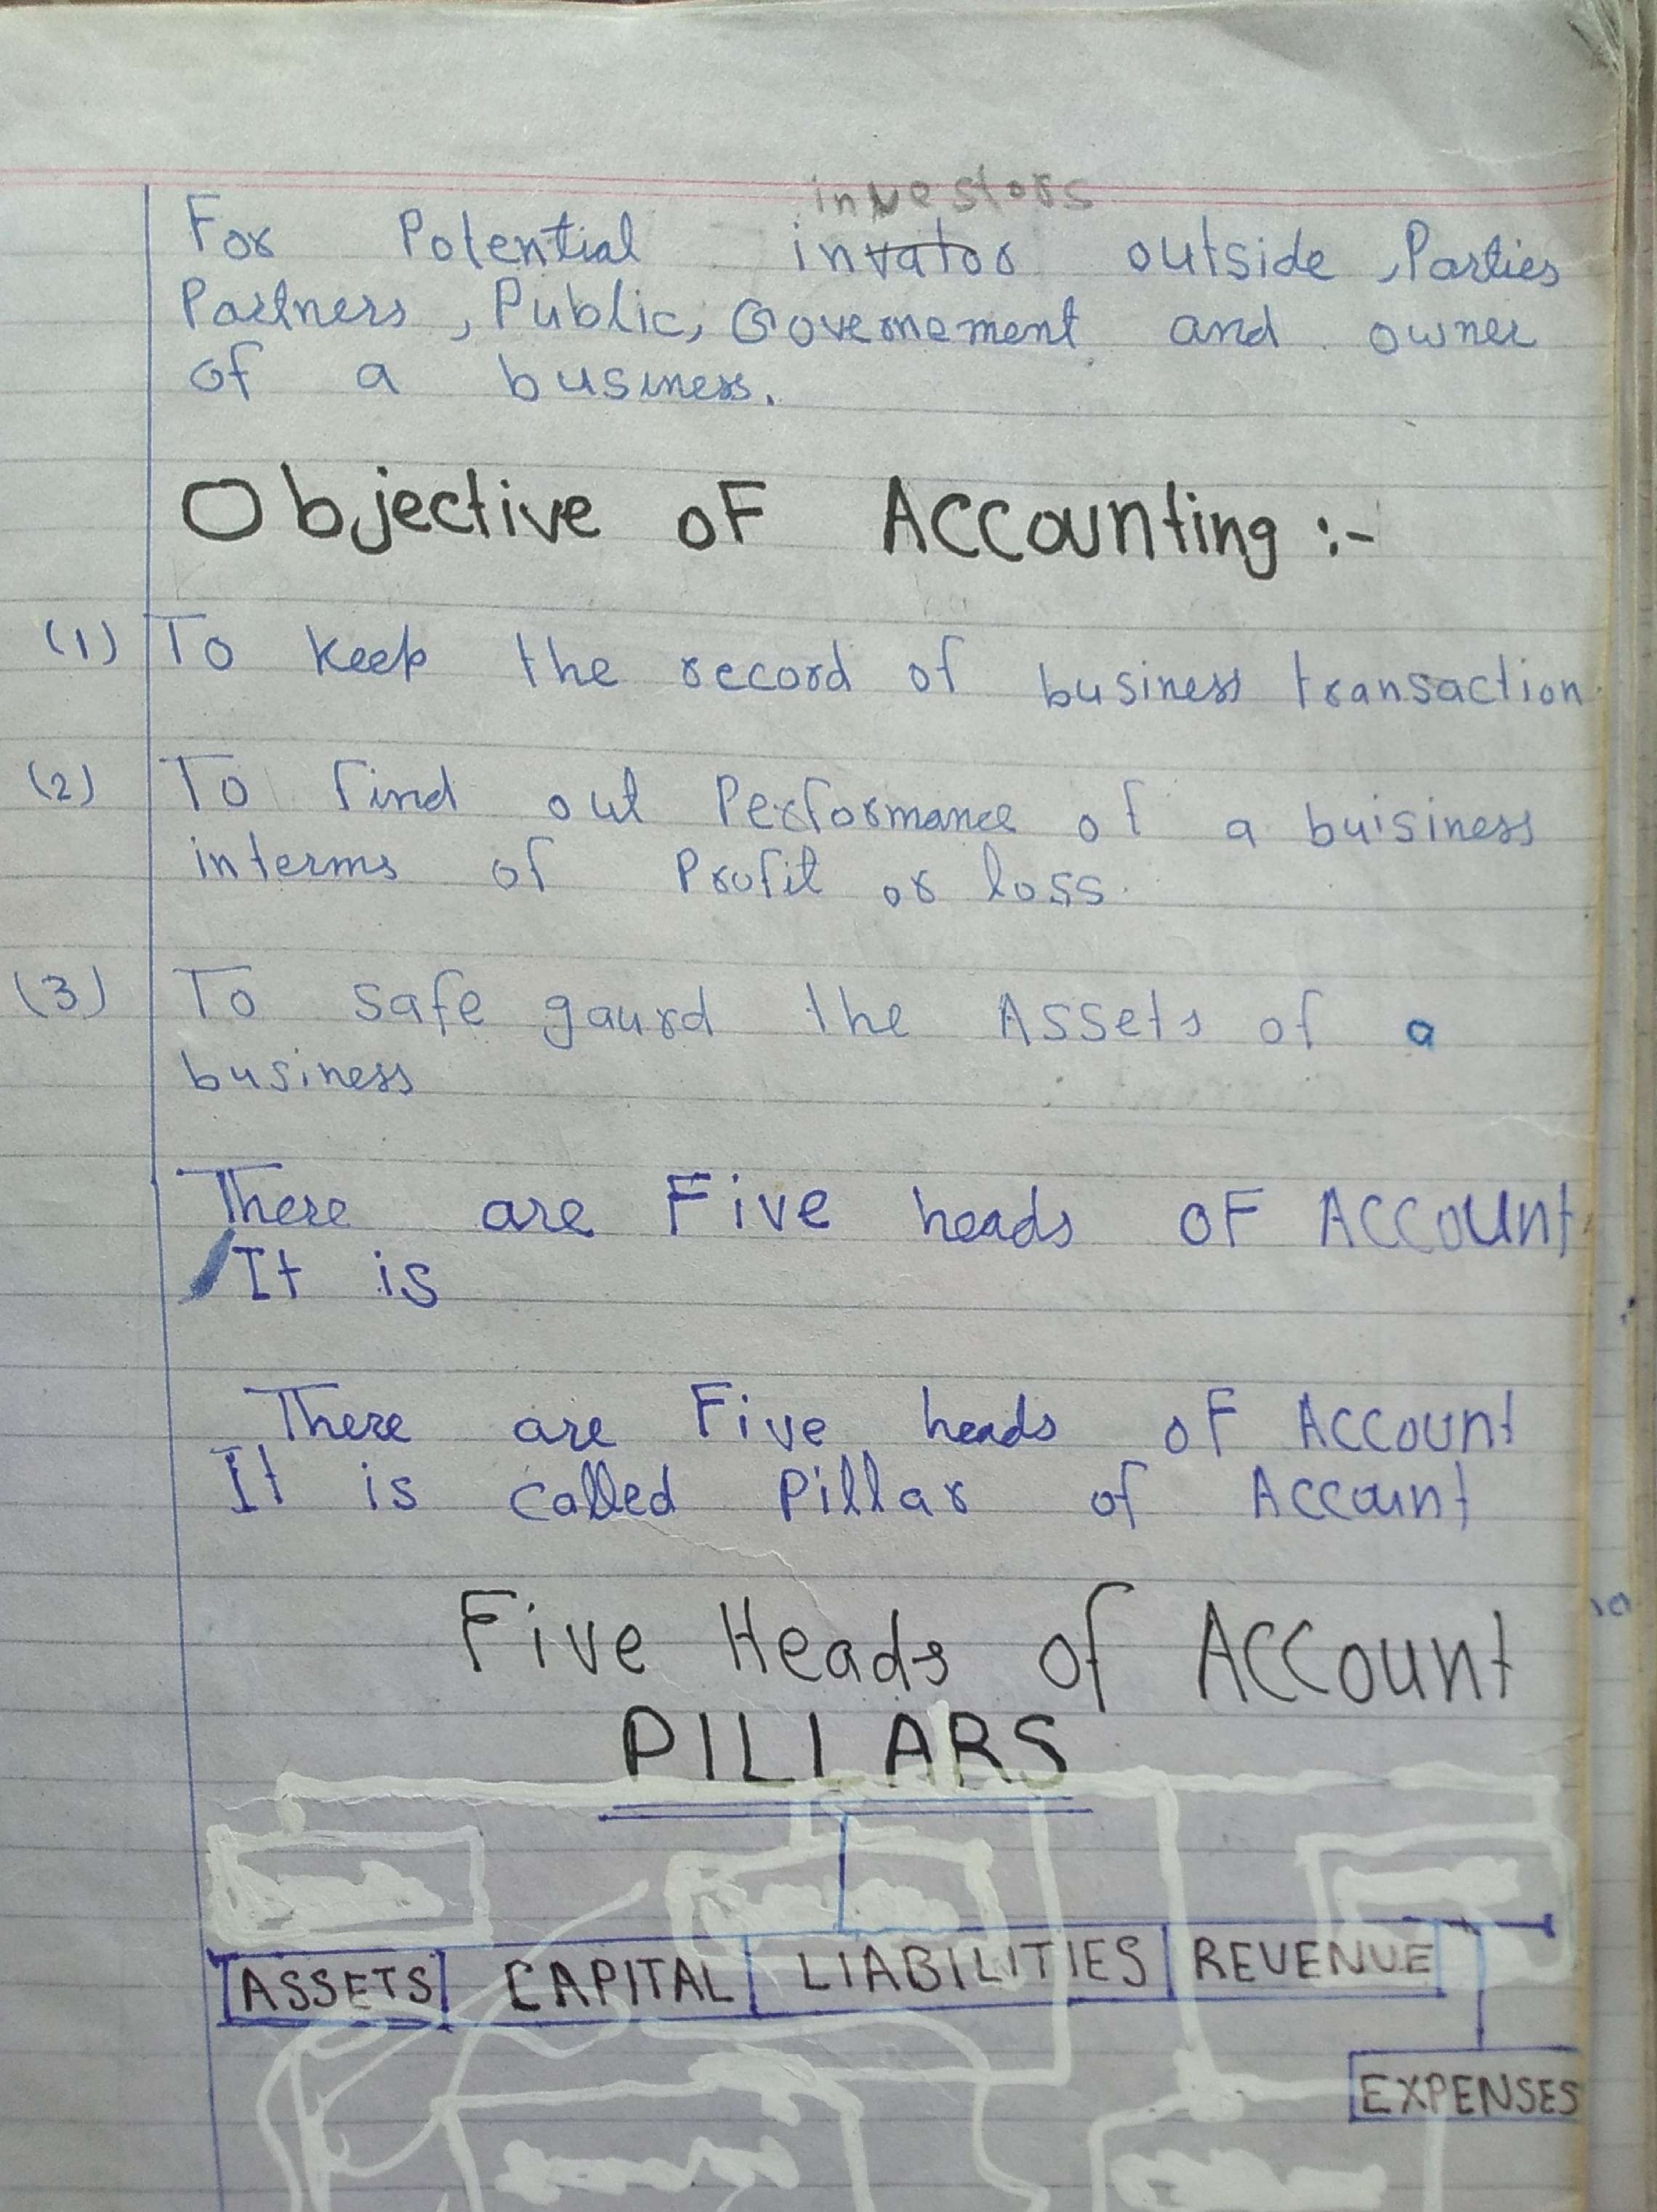 investors
For Potential invatos outside, Parties
Partners, Public, Governement and owner
of a business.
Objective oF Accounting :-
(1) To keep the record of business transaction.
(2) To find out Performance of a buisiness
interms of Profit or loss.
(3) To safe gaurd the Assets of a
business
There are Five heads OF Account.
It is
There are Five heads of Account
It is called Pillar of Account
Five Heads of Account
PILLARS
ASSETS CAPITAL LIABILITIES REVENUE
EXPENSES